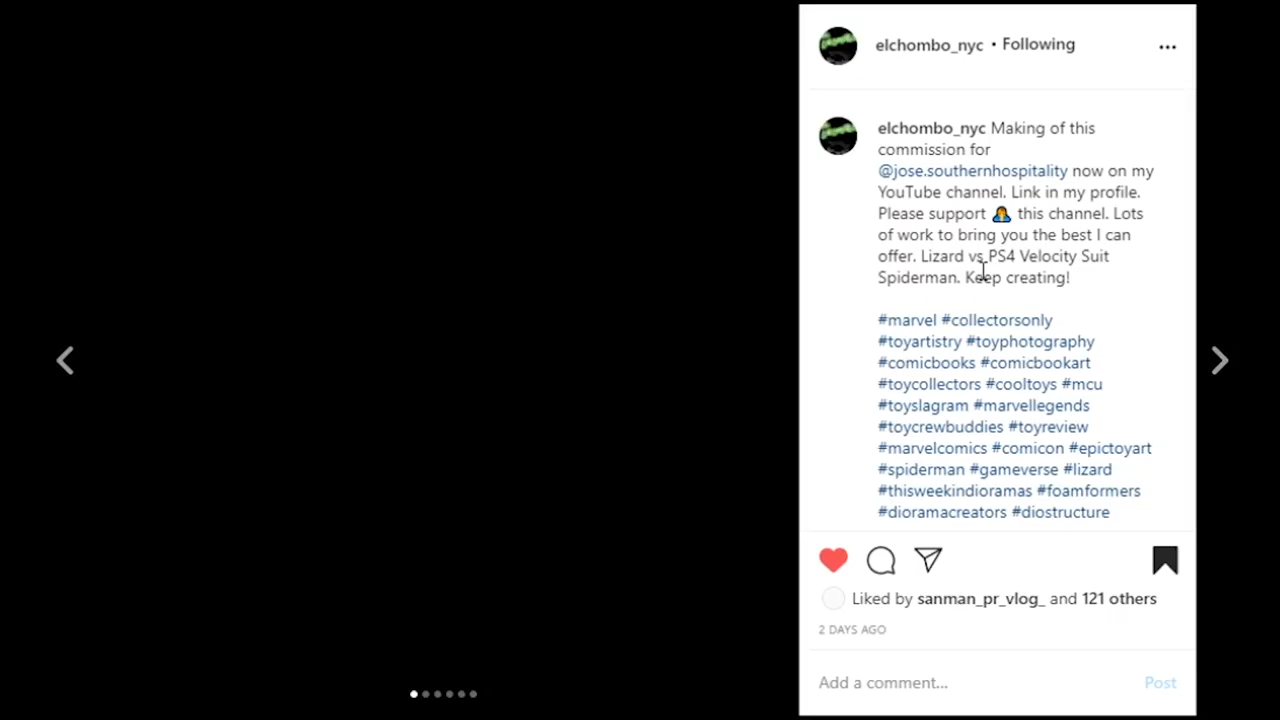 elchombo_nyc • Following
elchombo_nyc Making of this
commission for
@jose.southernhospitality now on my
YouTube channel. Link in my profile.
Please support 🤦‍♂️ this channel. Lots
of work to bring you the best I can
offer. Lizard vs PS4 Velocity Suit
Spiderman. Keep creating!
#marvel #collectorsonly
#toyartistry #toyphotography
#comicbooks #comicbookart
#toycollectors #cooltoys #mcu
#toyslagram #marvellegends
#toycrewbuddies #toyreview
#marvelcomics #comicon #epictoyart
#spiderman #gameverse #lizard
#thisweekindioramas #foamformers
#dioramacreators #diostructure
Liked by sanman_pr_vlog_ and 121 others
2 DAYS AGO
Add a comment... Post